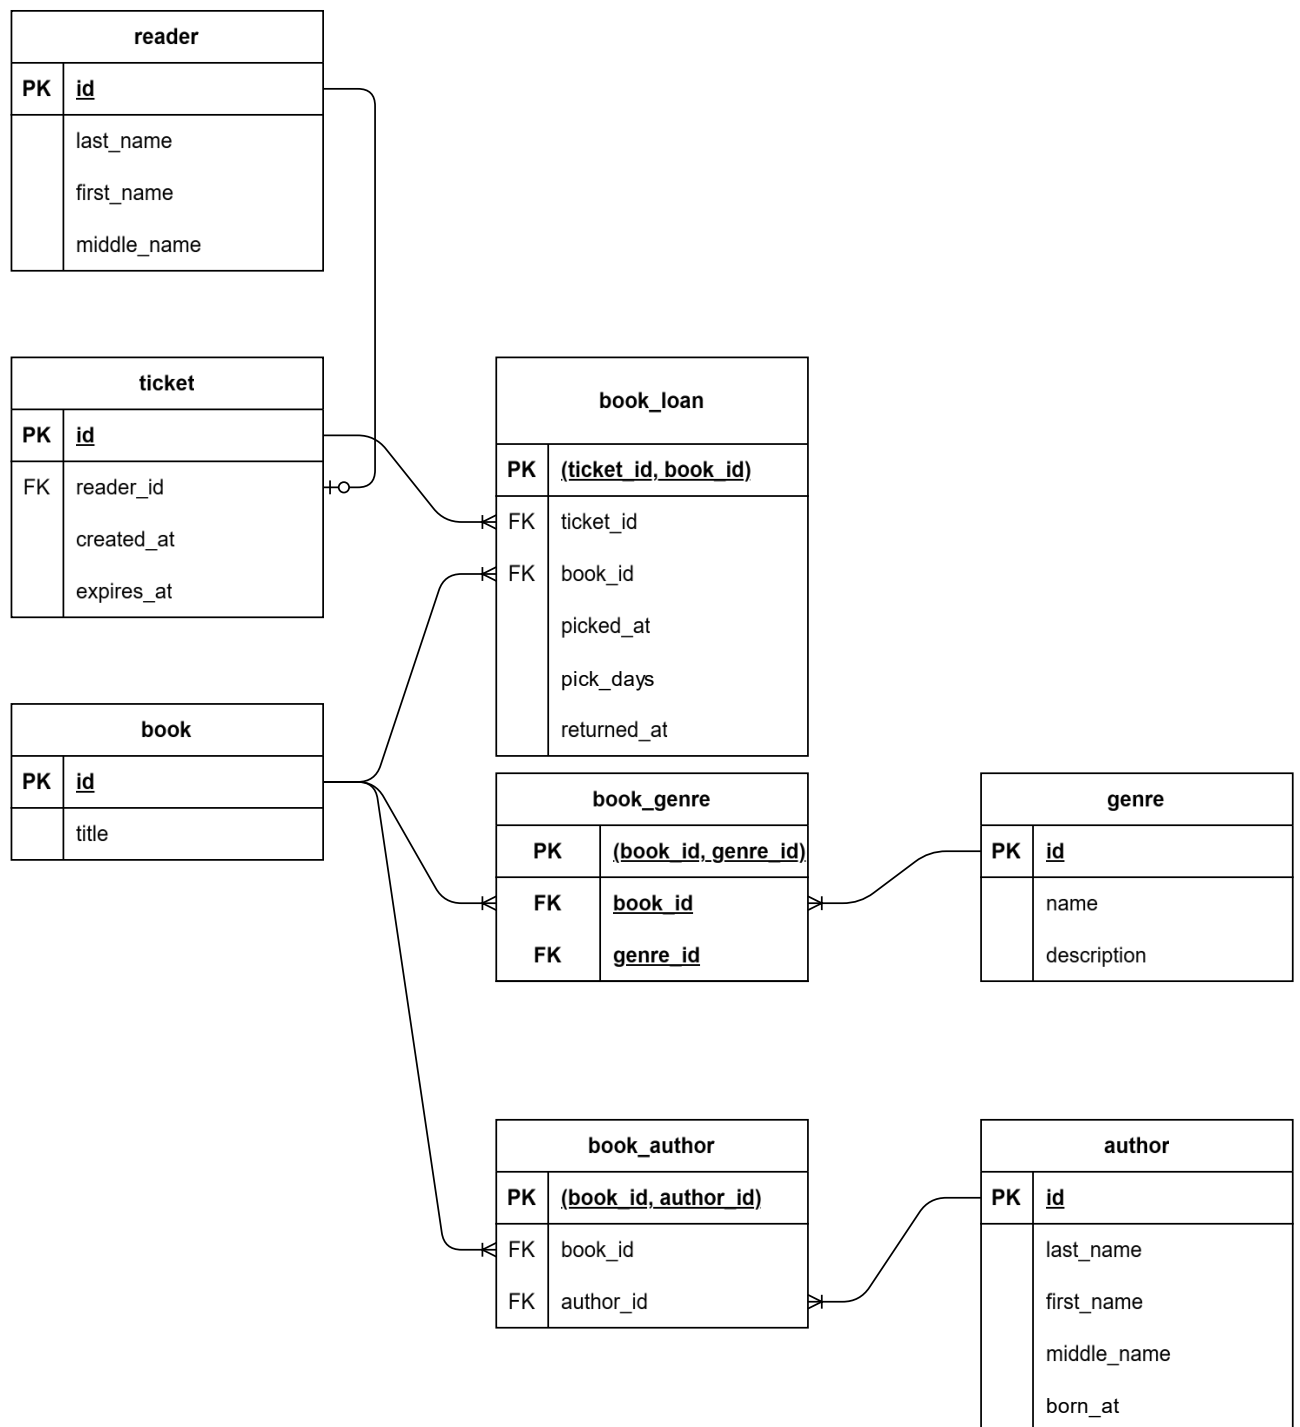 reader
PK id
last_name
first_name
middle_name
ticket
PK id
FK reader_id
created_at
expires_at
book_loan
PK (ticket_id, book_id)
FK ticket_id
FK book_id
picked_at
pick_days
returned_at
book
PK id
title
book_genre
PK (book_id, genre_id)
FK book_id
FK genre_id
genre
PK id
name
description
book_author
PK (book_id, author_id)
FK book_id
FK author_id
author
PK id
last_name
first_name
middle_name
born_at